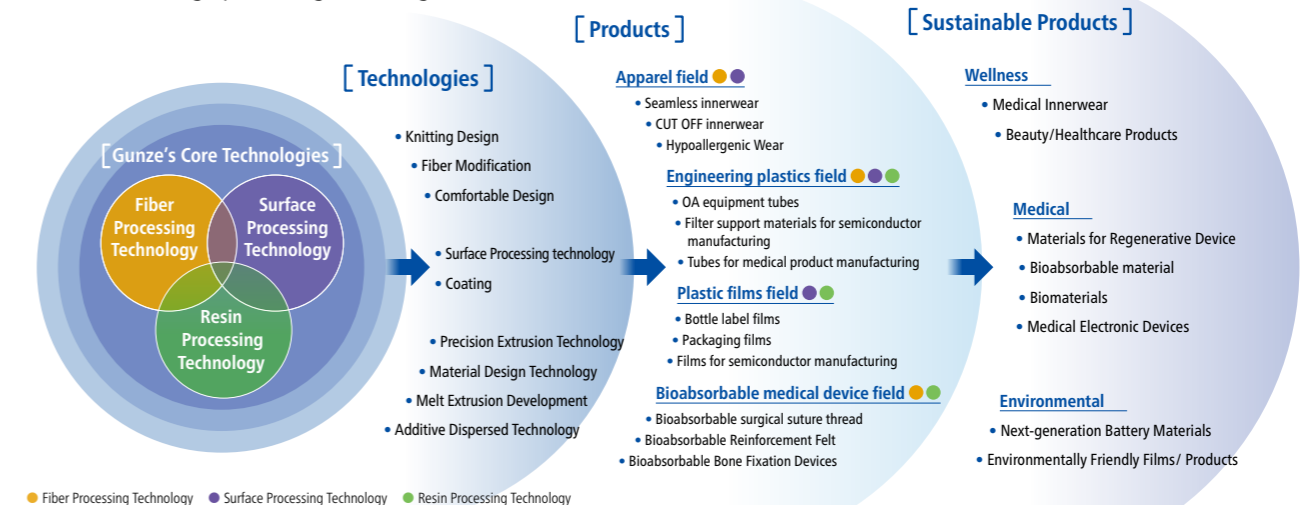 [Gunze's Core Technologies]
Fiber
Processing
Technology
Surface
Processing
Technology
Resin
Processing
Technology
[Technologies]
• Knitting Design
• Fiber Modification
• Comfortable Design
• Surface Processing technology
• Coating
• Precision Extrusion Technology
• Material Design Technology
• Melt Extrusion Development
• Additive Dispersed Technology
[Products]
Apparel field
• Seamless innerwear
• CUT OFF innerwear
• Hypoallergenic Wear
Engineering plastics field
• OA equipment tubes
• Filter support materials for semiconductor
manufacturing
• Tubes for medical product manufacturing
Plastic films field
• Bottle label films
• Packaging films
• Films for semiconductor manufacturing
Bioabsorbable medical device field
• Bioabsorbable surgical suture thread
• Bioabsorbable Reinforcement Felt
• Bioabsorbable Bone Fixation Devices
[Sustainable Products]
Wellness
• Medical Innerwear
• Beauty/Healthcare Products
Medical
• Materials for Regenerative Device
• Bioabsorbable material
• Biomaterials
• Medical Electronic Devices
Environmental
• Next-generation Battery Materials
• Environmentally Friendly Films/ Products
Fiber Processing Technology
Surface Processing Technology
Resin Processing Technology